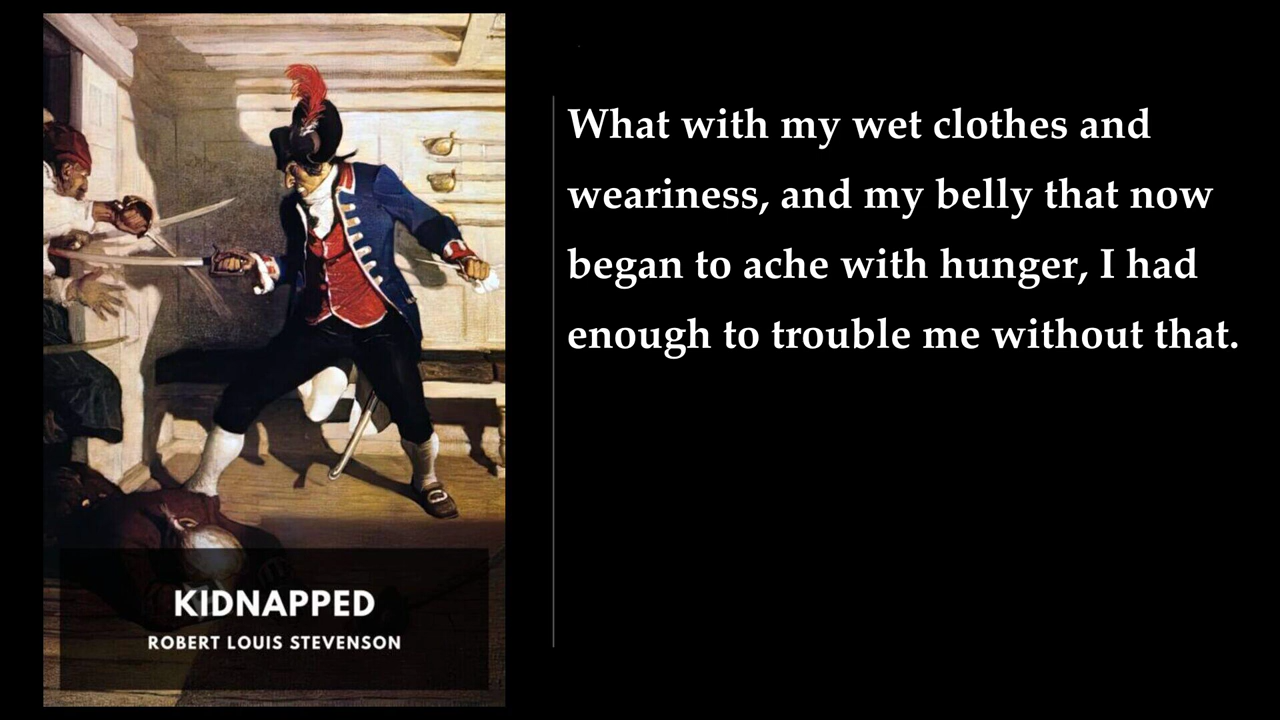 What with my wet clothes and
weariness, and my belly that now
began to ache with hunger, I had
enough to trouble me without that.
KIDNAPPED
ROBERT LOUIS STEVENSON